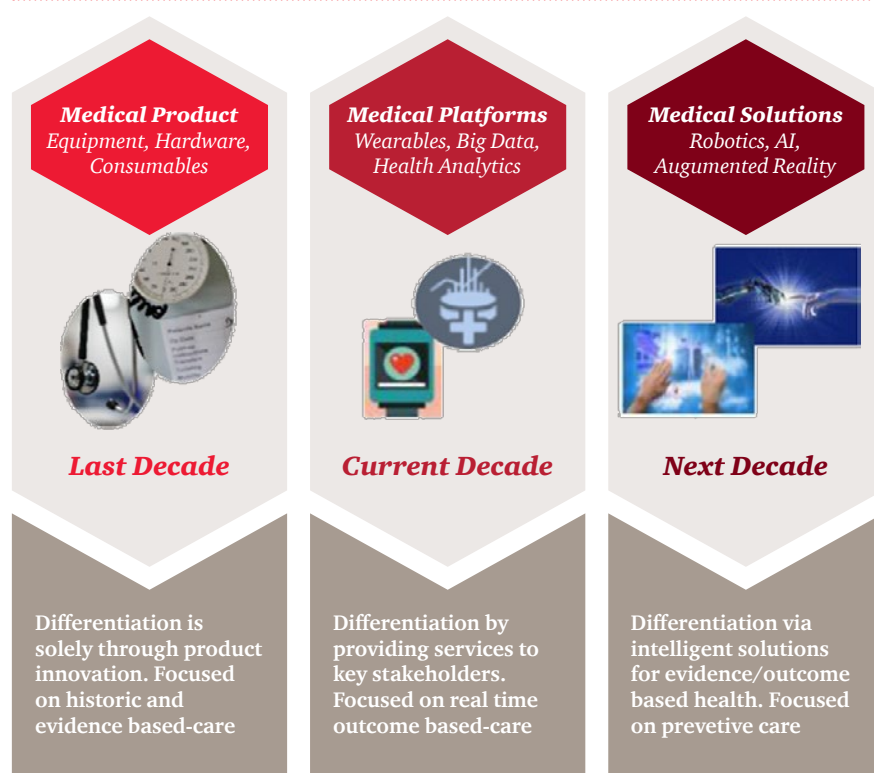 Medical Product
Equipment, Hardware,
Consumables
Last Decade
Differentiation is
solely through product
innovation. Focused
on historic and
evidence based-care
Medical Platforms
Wearables, Big Data,
Health Analytics
Current Decade
Differentiation by
providing services to
key stakeholders.
Focused on real time
outcome based-care
Medical Solutions
Robotics, AI,
Augumented Reality
Next Decade
Differentiation via
intelligent solutions
for evidence/outcome
based health. Focused
on prevetive care